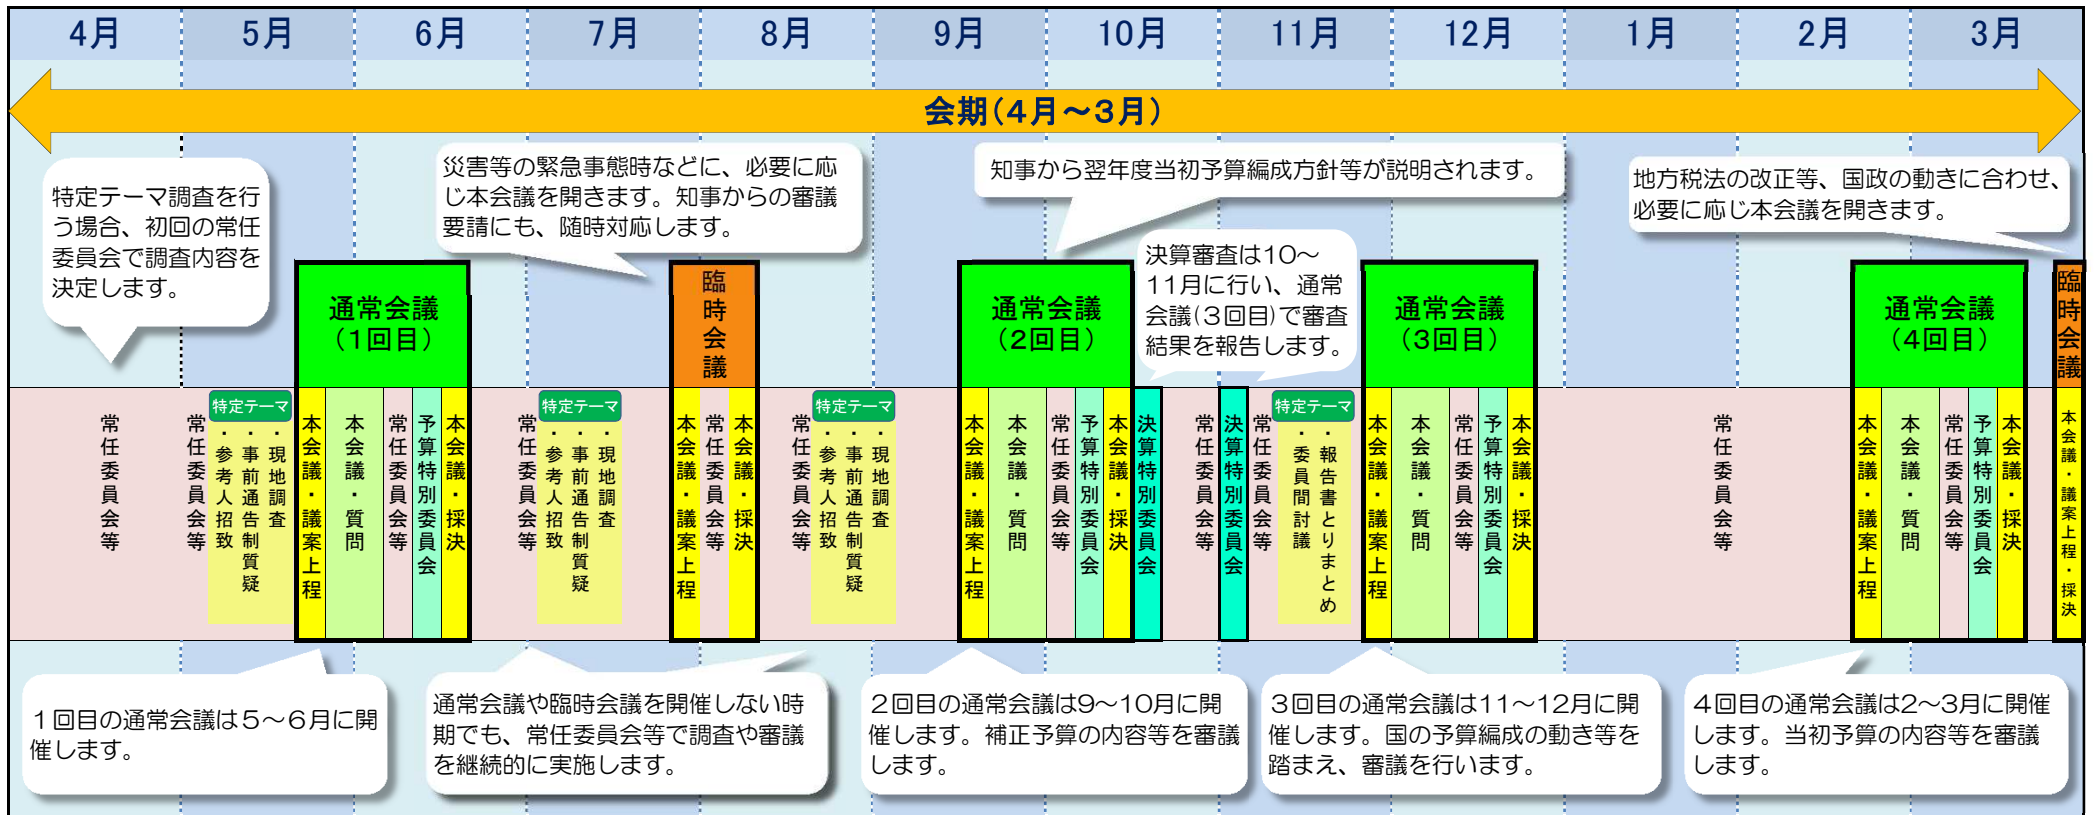 4月 5月 6月 7月 8月 9月 10月 11月 12月 1月 2月 3月
会期(4月～3月)
特定テーマ調査を行
う場合、初回の常任
委員会で調査内容を
決定します。
災害等の緊急事態時などに、必要に応
じ本会議を開きます。知事からの審議
要請にも、随時対応します。
知事から翌年度当初予算編成方針等が説明されます。
決算審査は10～
11月に行い、通常
会議(3回目)で審査
結果を報告します。
地方税法の改正等、国政の動きに合わせ、
必要に応じ本会議を開きます。
通常会議
(1回目)
臨時会議
通常会議
(2回目)
通常会議
(3回目)
通常会議
(4回目)
臨時会議
常任委員会等
常任委員会等
特定テーマ
・現地調査
・事前通告制質疑
・参考人招致
本会議・議案上程
本会議・質問
常任委員会等
予算特別委員会
本会議・採決
常任委員会等
特定テーマ
・現地調査
・事前通告制質疑
・参考人招致
本会議・議案上程
常任委員会等
本会議・採決
常任委員会等
特定テーマ
・現地調査
・事前通告制質疑
・参考人招致
本会議・議案上程
本会議・質問
常任委員会等
予算特別委員会
本会議・採決
決算特別委員会
常任委員会等
決算特別委員会
常任委員会等
特定テーマ
・報告書とりまとめ
・委員間討議
本会議・議案上程
本会議・質問
常任委員会等
予算特別委員会
本会議・採決
常任委員会等
本会議・議案上程
本会議・質問
常任委員会等
予算特別委員会
本会議・採決
本会議・議案上程・採決
1回目の通常会議は5～6月に開
催します。
通常会議や臨時会議を開催しない時
期でも、常任委員会等で調査や審議
を継続的に実施します。
2回目の通常会議は9～10月に開
催します。補正予算の内容等を審議
します。
3回目の通常会議は11～12月に開
催します。国の予算編成の動き等を
踏まえ、審議を行います。
4回目の通常会議は2～3月に開催
します。当初予算の内容等を審議
します。